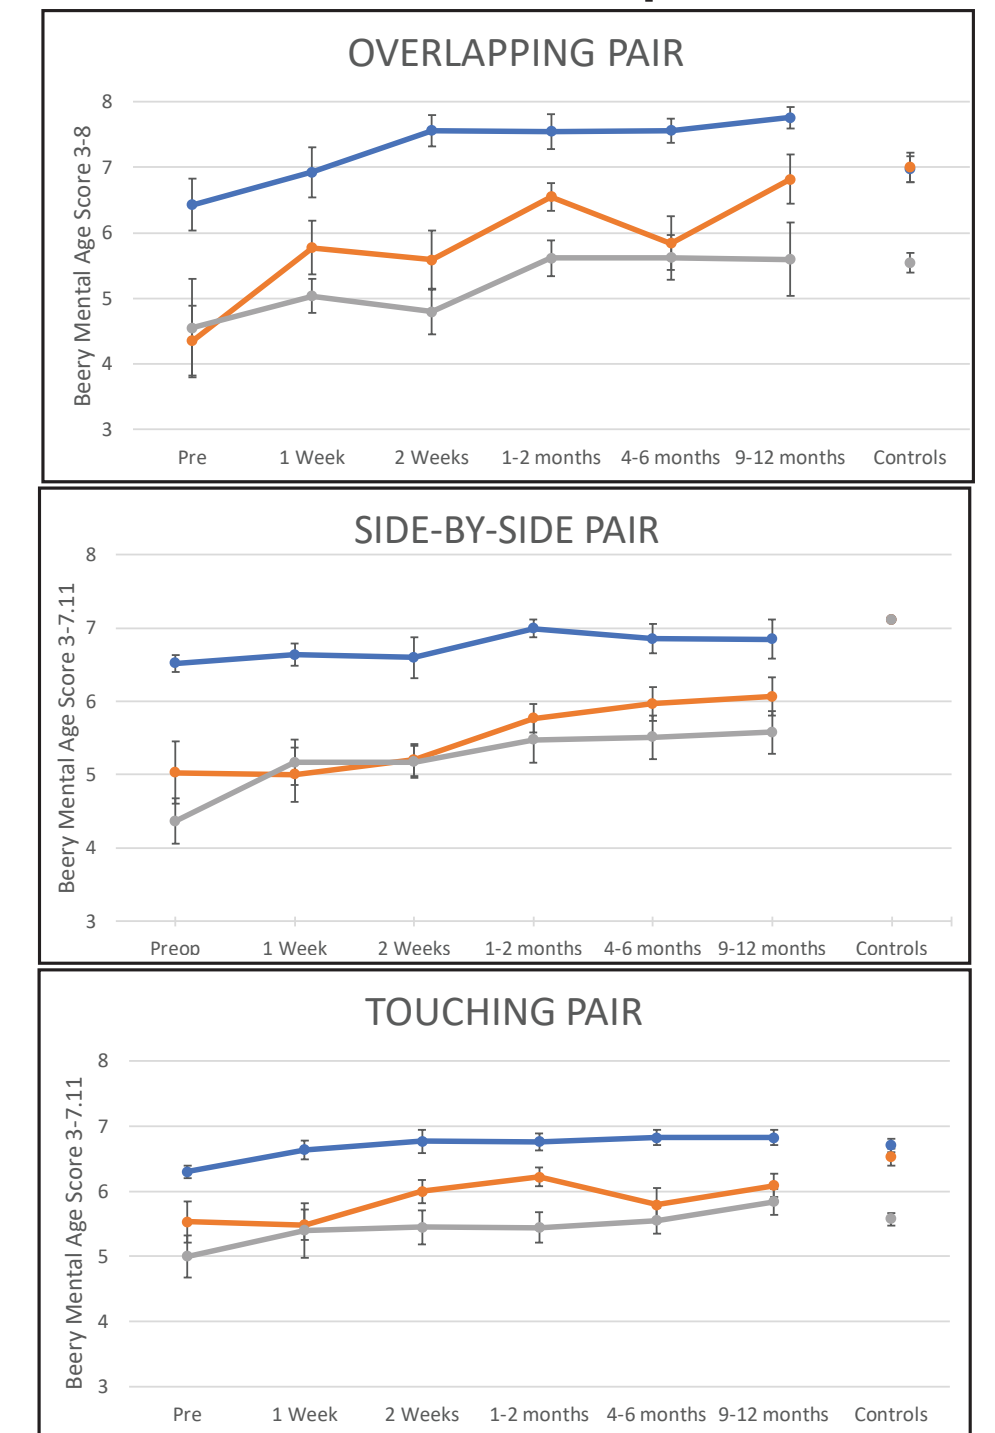 OVERLAPPING PAIR
Beery Mental Age Score 3-8
8
7
6
5
4
3
Pre 1 Week 2 Weeks 1-2 months 4-6 months 9-12 months Controls
SIDE-BY-SIDE PAIR
Beery Mental Age Score 3-7.11
8
7
6
5
4
3
Preop 1 Week 2 Weeks 1-2 months 4-6 months 9-12 months Controls
TOUCHING PAIR
Beery Mental Age Score 3-7.11
8
7
6
5
4
3
Pre 1 Week 2 Weeks 1-2 months 4-6 months 9-12 months Controls